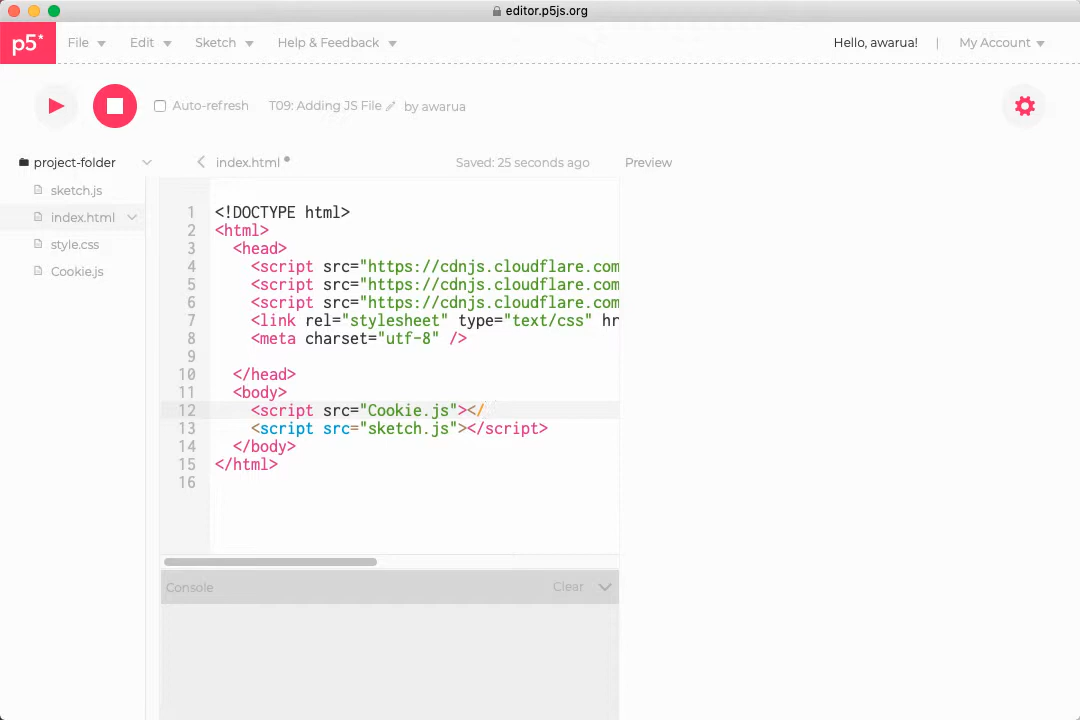 editor.p5js.org
p5*
File
Edit
Sketch
Help & Feedback
Hello, awarua!
|
My Account
Auto-refresh
T09: Adding JS File
by awarua
project-folder
sketch.js
index.html
style.css
Cookie.js
index.html
Saved: 25 seconds ago
Preview
1 <!DOCTYPE html>
2 <html>
3 <head>
4 <script src="https://cdnjs.cloudflare.com
5 <script src="https://cdnjs.cloudflare.com
6 <script src="https://cdnjs.cloudflare.com
7 <link rel="stylesheet" type="text/css" hr
8 <meta charset="utf-8" />
9
10 </head>
11 <body>
12 <script src="Cookie.js"></
13 <script src="sketch.js"></script>
14 </body>
15 </html>
16
Console
Clear